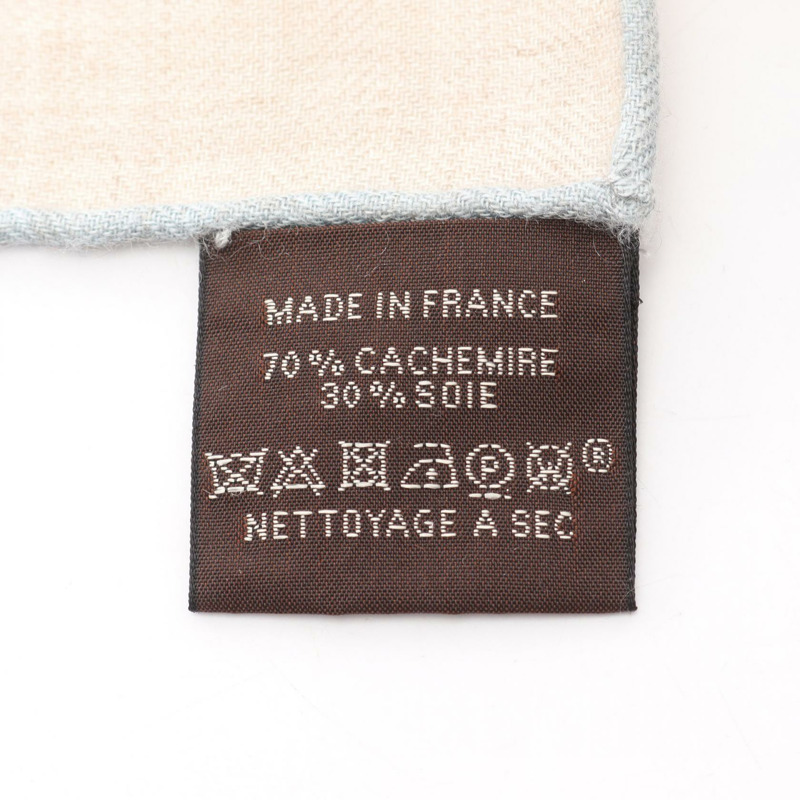 MADE IN FRANCE
70% CACHEMIRE
30% SOIE
P W ®
NETTOYAGE A SEC